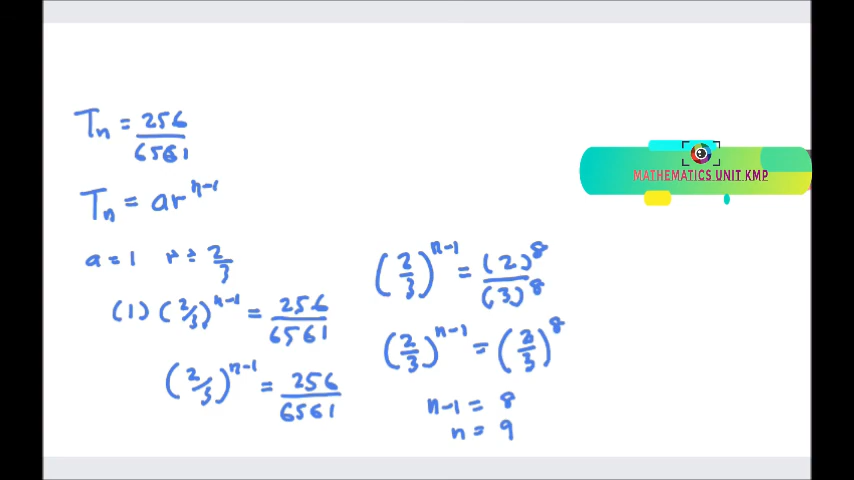 Tn = 256/6561
Tn = ar^n-1
a = 1 r = 2/3
(1) (2/3)^n-1 = 256/6561
(2/3)^n-1 = 256/6561
(2/3)^n-1 = (2)^8/(3)^8
(2/3)^n-1 = (2/3)^8
n-1 = 8
n = 9
MATHEMATICS UNIT KMP